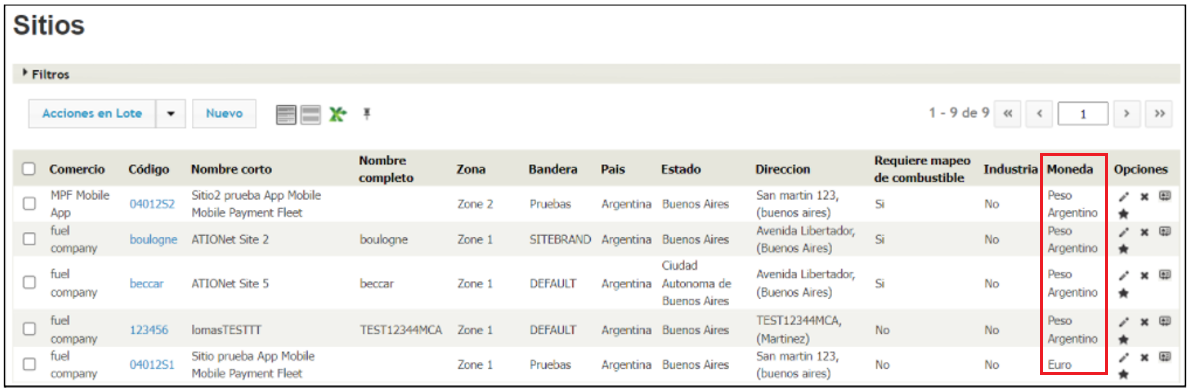 Sitios
Filtros
Acciones en Lote Nuevo 1 - 9 de 9 « ‹ 1 › »
Comercio Código Nombre corto Nombre completo Zona Bandera Pais Estado Direccion Requiere mapeo de combustible Industria Moneda Opciones
MPF Mobile App 04012S2 Sitio2 prueba App Mobile Mobile Payment Fleet Zone 2 Pruebas Argentina Buenos Aires San martin 123, (buenos aires) Si No Peso Argentino
fuel company boulogne ATIONet Site 2 boulogne Zone 1 SITEBRAND Argentina Buenos Aires Avenida Libertador, (Buenos Aires) Si No Peso Argentino
fuel company beccar ATIONet Site 5 beccar Zone 1 DEFAULT Argentina Ciudad Autonoma de Buenos Aires Avenida Libertador, (Buenos Aires) Si No Peso Argentino
fuel company 123456 lomasTESTTT TEST12344MCA Zone 1 DEFAULT Argentina Buenos Aires TEST12344MCA, (Martinez) No No Peso Argentino
fuel company 04012S1 Sitio prueba App Mobile Mobile Payment Fleet Zone 1 Pruebas Argentina Buenos Aires San martin 123, (buenos aires) No No Euro